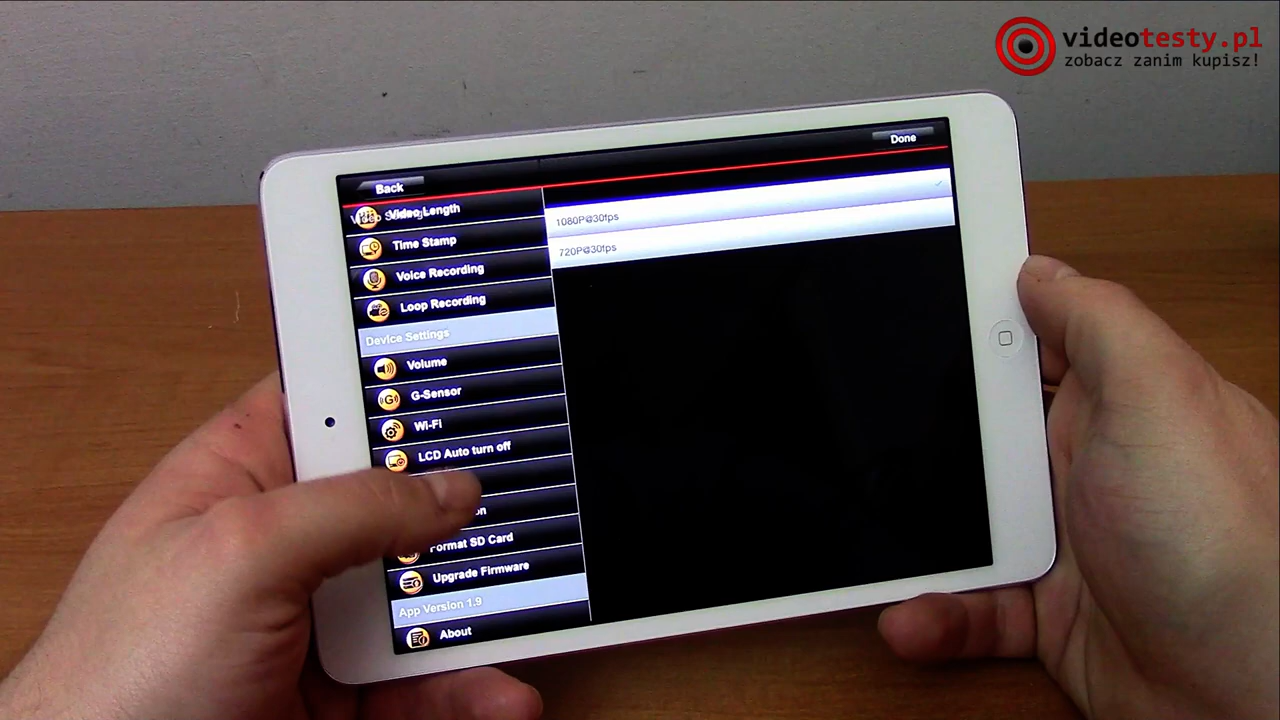 videotesty.pl
zobacz zanim kupisz!
Done
Back
Video Length
Time Stamp
Voice Recording
Loop Recording
Device Settings
Volume
G-Sensor
Wi-Fi
LCD Auto turn off
Format SD Card
Upgrade Firmware
App Version 1.9
About
1080P@30fps
720P@30fps